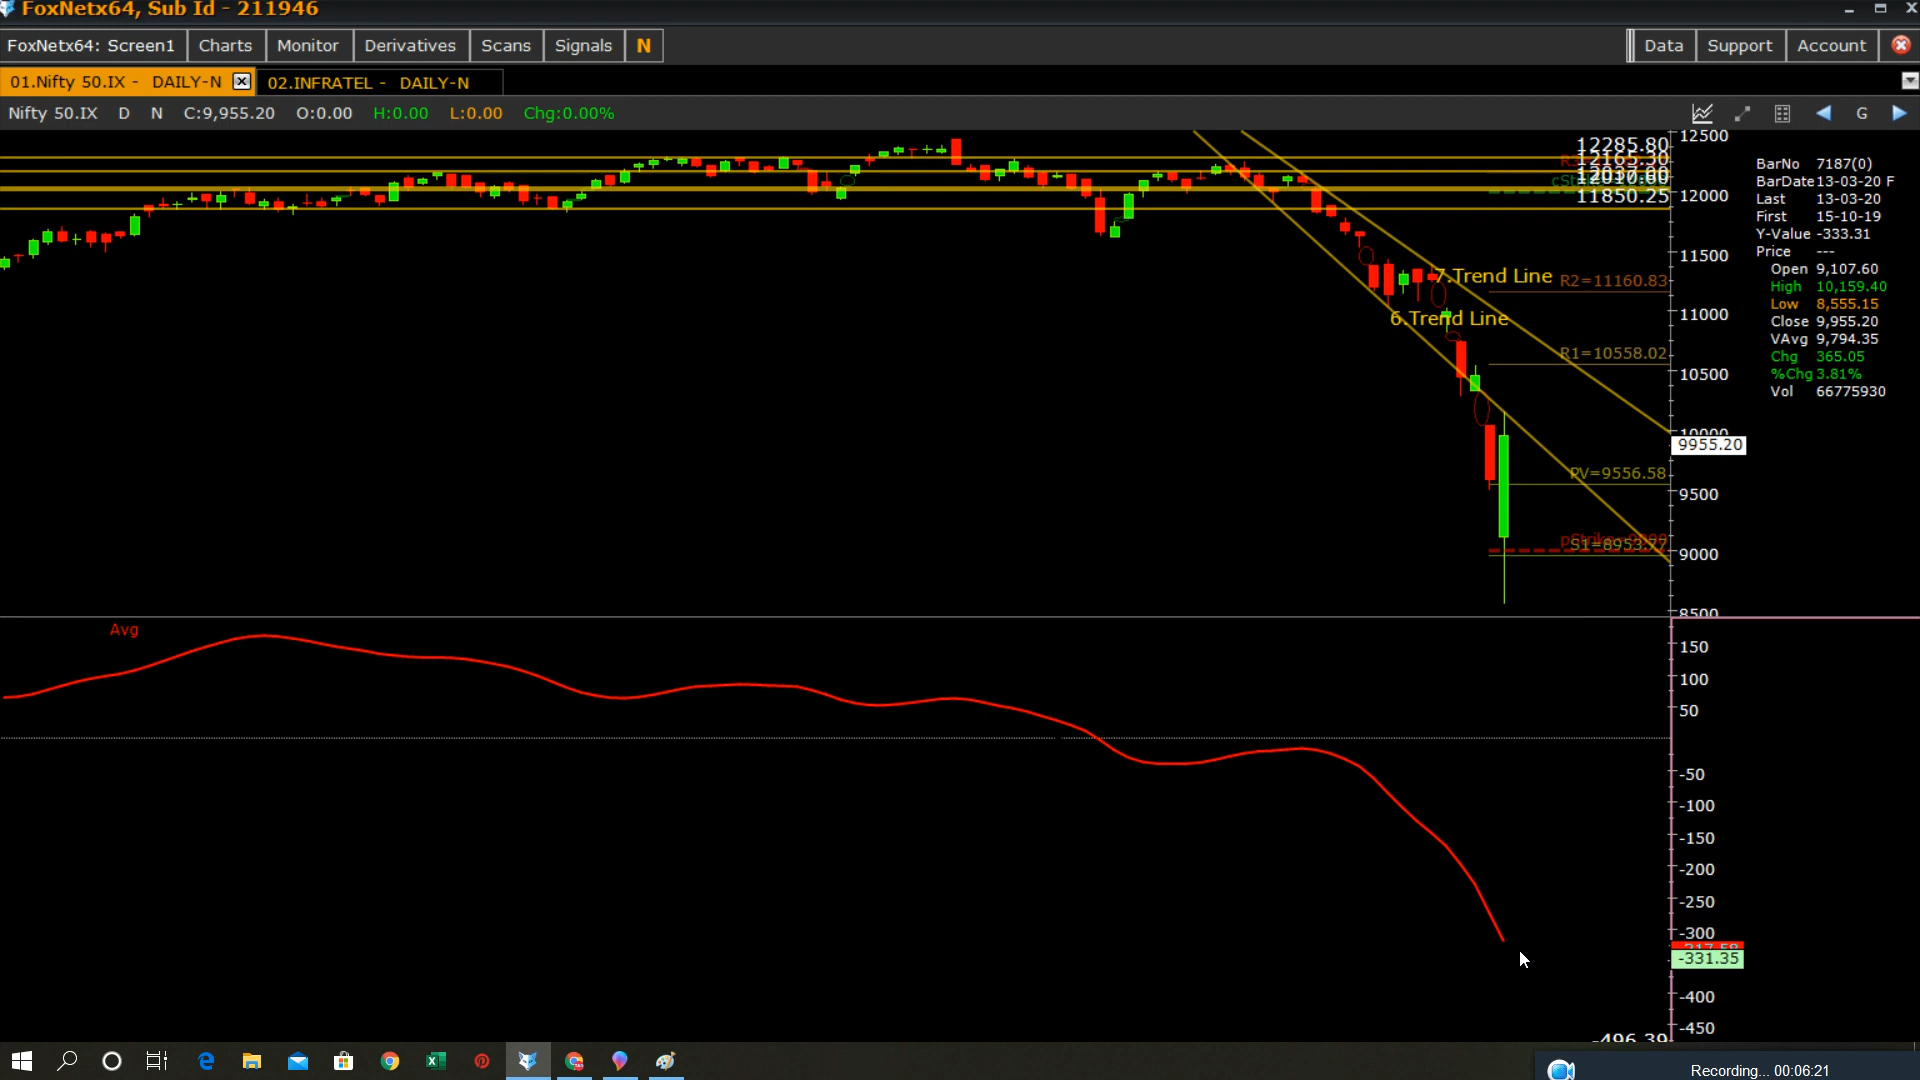 FoxNetx64, Sub Id - 211946
FoxNetx64: Screen1 Charts Monitor Derivatives Scans Signals N Data Support Account
01.Nifty 50.IX - DAILY-N 02.INFRATEL - DAILY-N
Nifty 50.IX D N C:9,955.20 O:0.00 H:0.00 L:0.00 Chg:0.00% G
12285.80
12165.30
11850.25
7.Trend Line
R2=11160.83
6.Trend Line
R1=10558.02
PV=9556.58
S1=8953.77
12500
12000
11500
11000
10500
10000
9955.20
9500
9000
8500
BarNo 7187(0)
BarDate 13-03-20 F
Last 13-03-20
First 15-10-19
Y-Value -333.31
Price ---
Open 9,107.60
High 10,159.40
Low 8,555.15
Close 9,955.20
VAvg 9,794.35
Chg 365.05
%Chg 3.81%
Vol 66775930
Avg
150
100
50
-50
-100
-150
-200
-250
-300
-331.35
-400
-450
-496.39
Recording... 00:06:21